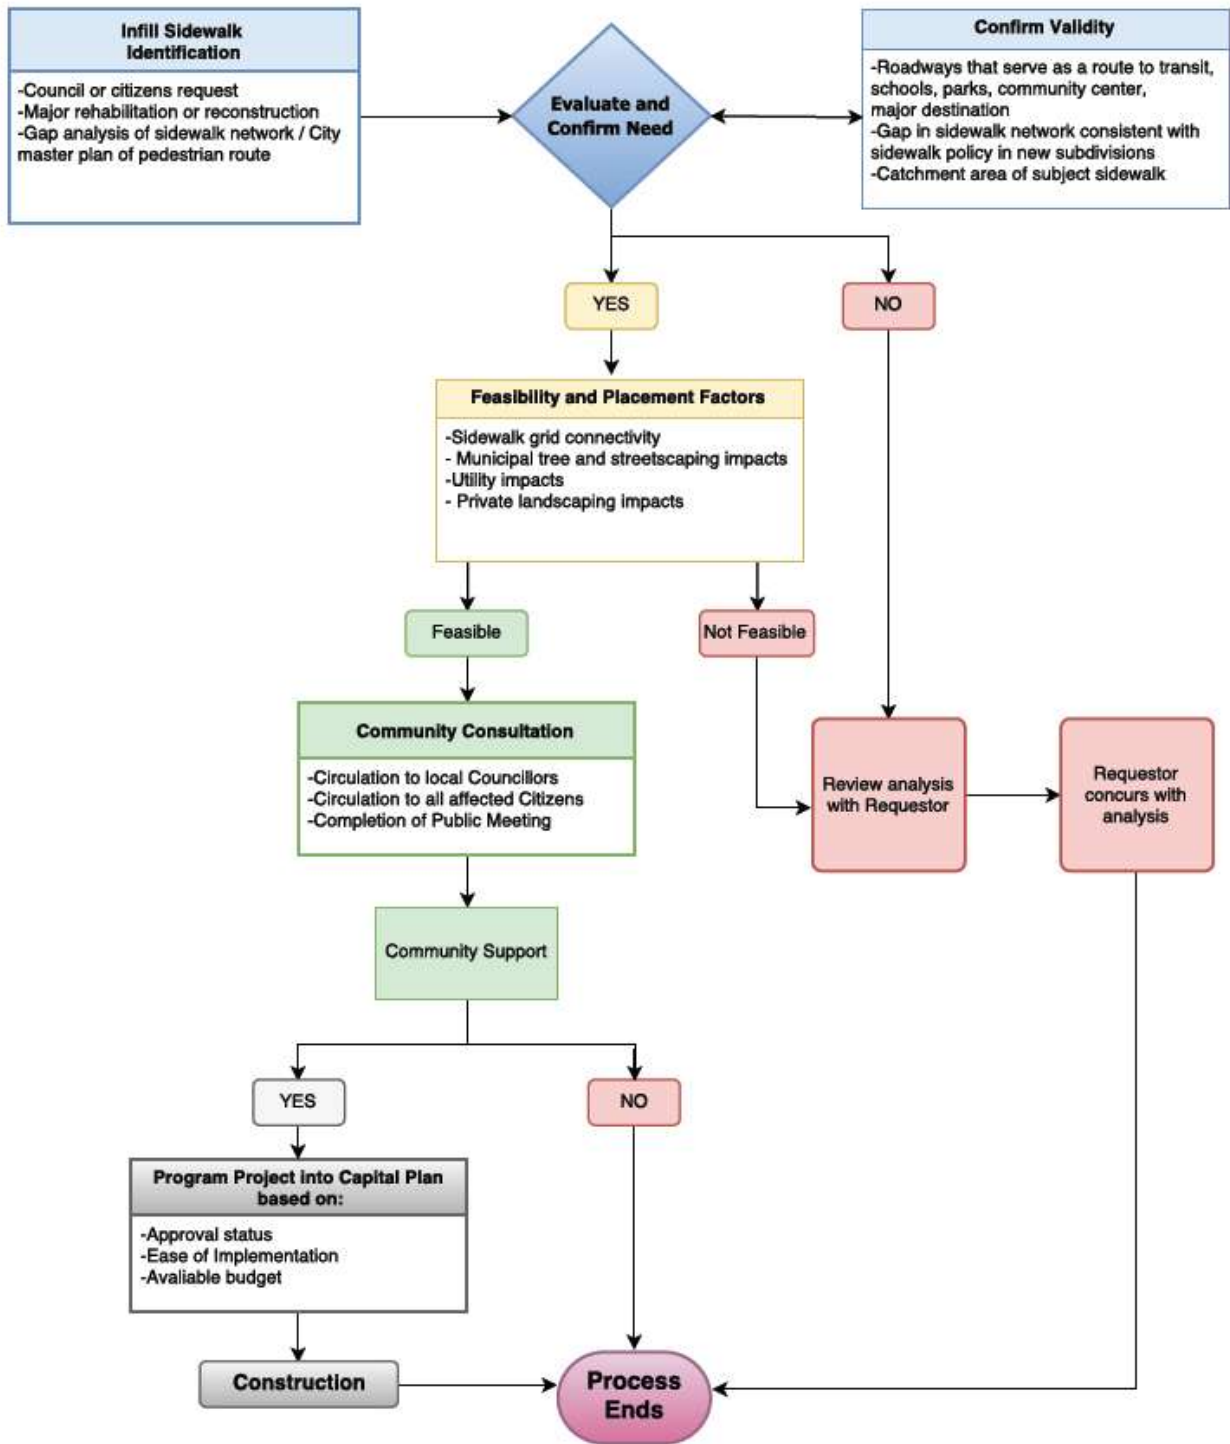 Infill Sidewalk
Identification
-Council or citizens request
-Major rehabilitation or reconstruction
-Gap analysis of sidewalk network / City
master plan of pedestrian route
Evaluate and
Confirm Need
Confirm Validity
-Roadways that serve as a route to transit,
schools, parks, community center,
major destination
-Gap in sidewalk network consistent with
sidewalk policy in new subdivisions
-Catchment area of subject sidewalk
YES
NO
Feasibility and Placement Factors
-Sidewalk grid connectivity
- Municipal tree and streetscaping impacts
-Utility impacts
- Private landscaping impacts
Feasible
Not Feasible
Community Consultation
-Circulation to local Councillors
-Circulation to all affected Citizens
-Completion of Public Meeting
Review analysis
with Requestor
Requestor
concurs with
analysis
Community Support
YES
NO
Program Project into Capital Plan
based on:
-Approval status
-Ease of Implementation
-Avaliable budget
Construction
Process
Ends